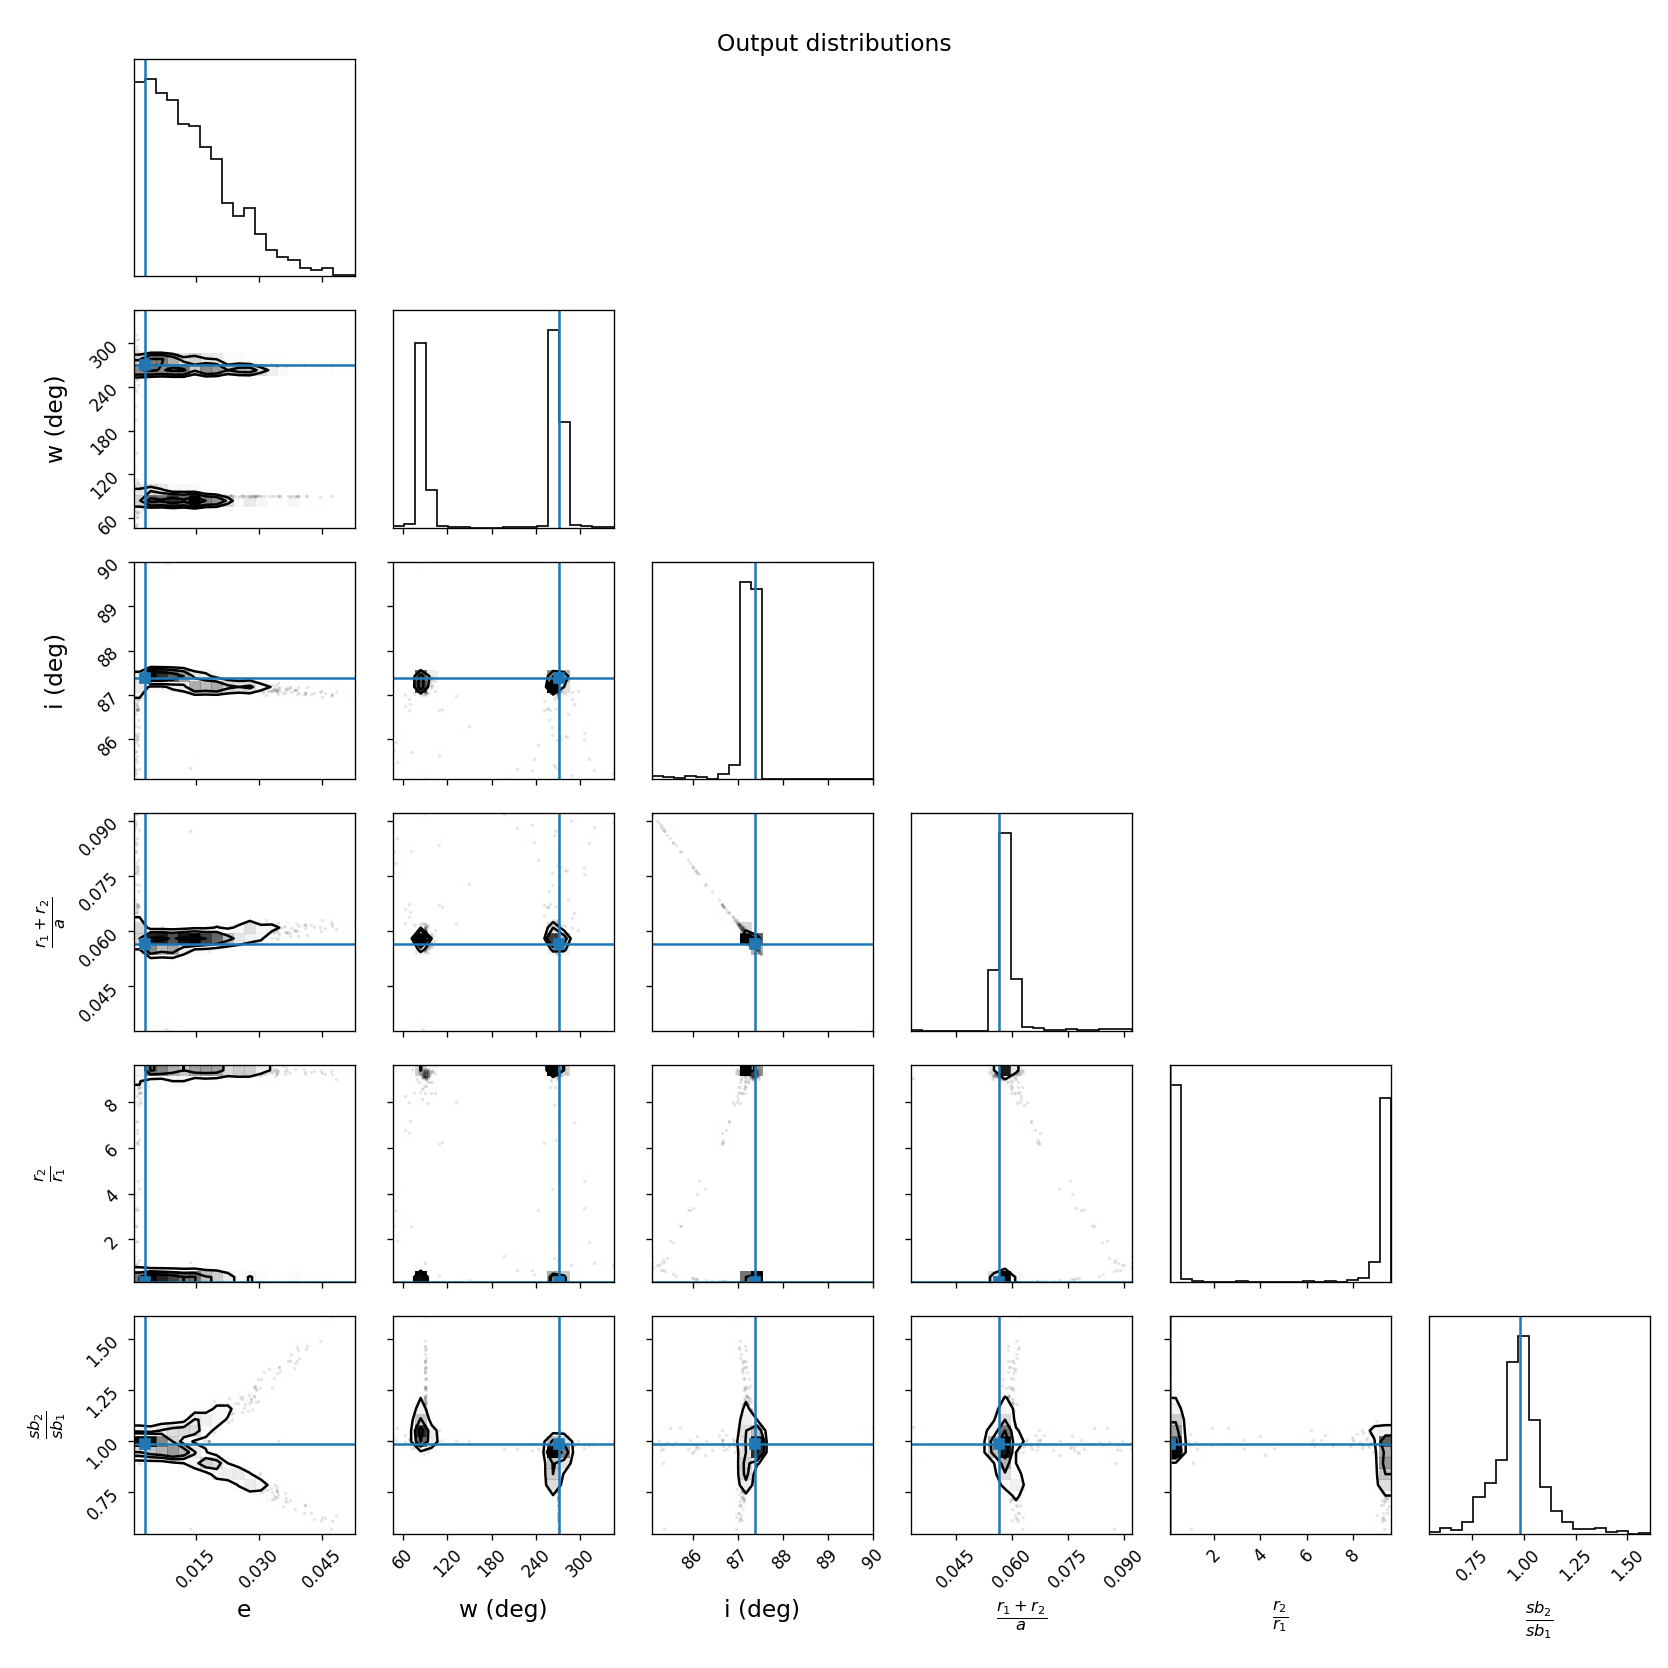 Output distributions
w (deg)
300
240
180
120
60
i (deg)
90
89
88
87
86
r₁ + r₂
a
0.090
0.075
0.060
0.045
r₂
r₁
8
6
4
2
sb₂
sb₁
1.50
1.25
1.00
0.75
0.015 0.030 0.045
60 120 180 240 300
86 87 88 89 90
0.045 0.060 0.075 0.090
2 4 6 8
0.75 1.00 1.25 1.50
e
w (deg)
i (deg)
r₁ + r₂
a
r₂
r₁
sb₂
sb₁